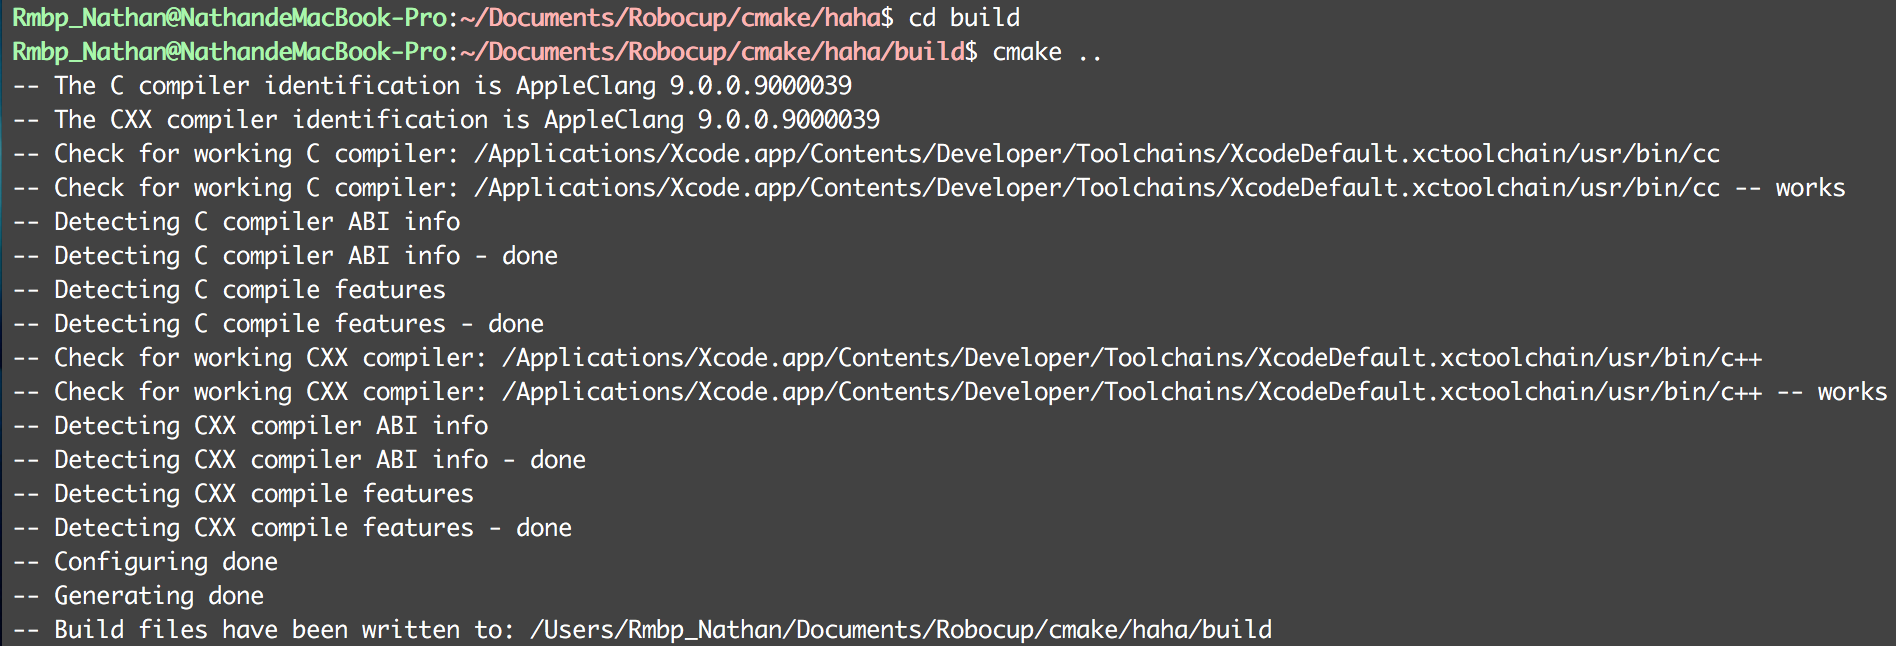 Rmbp_Nathan@NathandeMacBook-Pro:~/Documents/Robocup/cmake/haha$ cd build
Rmbp_Nathan@NathandeMacBook-Pro:~/Documents/Robocup/cmake/haha/build$ cmake ..
-- The C compiler identification is AppleClang 9.0.0.9000039
-- The CXX compiler identification is AppleClang 9.0.0.9000039
-- Check for working C compiler: /Applications/Xcode.app/Contents/Developer/Toolchains/XcodeDefault.xctoolchain/usr/bin/cc
-- Check for working C compiler: /Applications/Xcode.app/Contents/Developer/Toolchains/XcodeDefault.xctoolchain/usr/bin/cc -- works
-- Detecting C compiler ABI info
-- Detecting C compiler ABI info - done
-- Detecting C compile features
-- Detecting C compile features - done
-- Check for working CXX compiler: /Applications/Xcode.app/Contents/Developer/Toolchains/XcodeDefault.xctoolchain/usr/bin/c++
-- Check for working CXX compiler: /Applications/Xcode.app/Contents/Developer/Toolchains/XcodeDefault.xctoolchain/usr/bin/c++ -- works
-- Detecting CXX compiler ABI info
-- Detecting CXX compiler ABI info - done
-- Detecting CXX compile features
-- Detecting CXX compile features - done
-- Configuring done
-- Generating done
-- Build files have been written to: /Users/Rmbp_Nathan/Documents/Robocup/cmake/haha/build